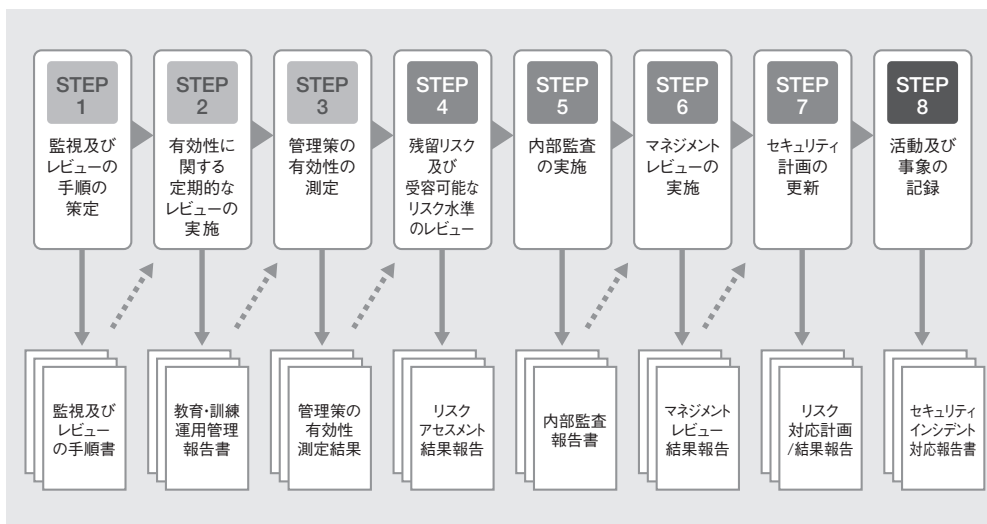 STEP
1
監視及び
レビューの
手順の
策定
STEP
2
有効性に
関する
定期的な
レビューの
実施
STEP
3
管理策の
有効性の
測定
STEP
4
残留リスク
及び
受容可能な
リスク水準
のレビュー
STEP
5
内部監査
の実施
STEP
6
マネジメント
レビューの
実施
STEP
7
セキュリティ
計画の
更新
STEP
8
活動及び
事象の
記録
監視及び
レビュー
の手順書
教育・訓練
運用管理
報告書
管理策の
有効性
測定結果
リスク
アセスメント
結果報告
内部監査
報告書
マネジメント
レビュー
結果報告
リスク
対応計画
/結果報告
セキュリティ
インシデント
対応報告書